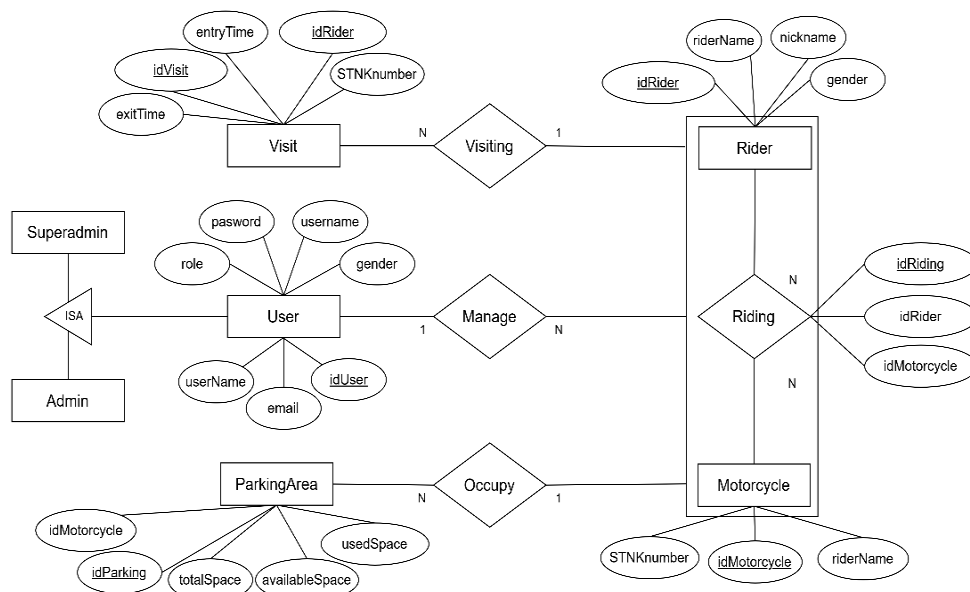 entryTime
idRider
idVisit
STNKnumber
exitTime
Visit
N
Visiting
1
riderName
nickname
idRider
gender
Rider
Superadmin
ISA
Admin
pasword
username
role
gender
User
1
Manage
N
userName
email
idUser
N
Riding
N
idRiding
idRider
idMotorcycle
ParkingArea
N
Occupy
1
idMotorcycle
idParking
totalSpace
availableSpace
usedSpace
Motorcycle
STNKnumber
idMotorcycle
riderName